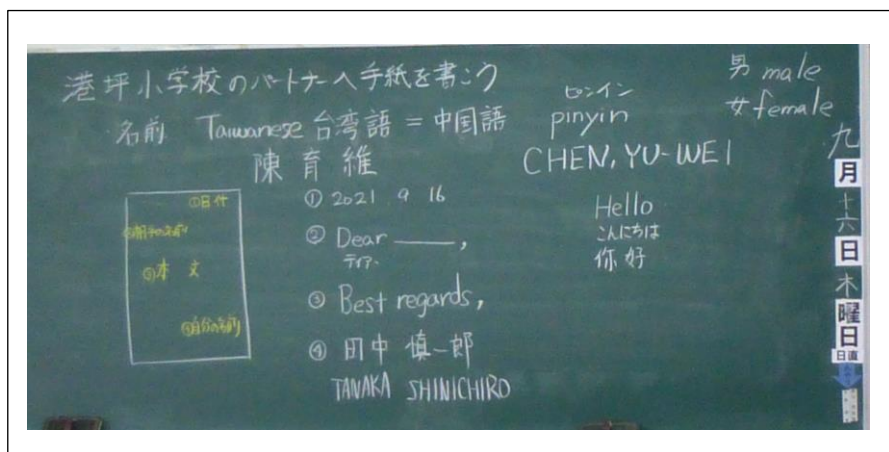 港坪小学校のパートナーへ手紙を書こう
名前 Taiwanese 台湾語 = 中国語
陳 育 維
ピンイン
pinyin
CHEN, YU-WEI
男 male
女 female
①日付
②相手の名前
③本 文
④自分の名前
① 2021 9 16
② Dear ——,
ディアー
③ Best regards,
④ 田中 慎一郎
TANAKA SHINICHIRO
Hello
こんにちは
你 好
九
月
十
六
日
木
曜
日
日直